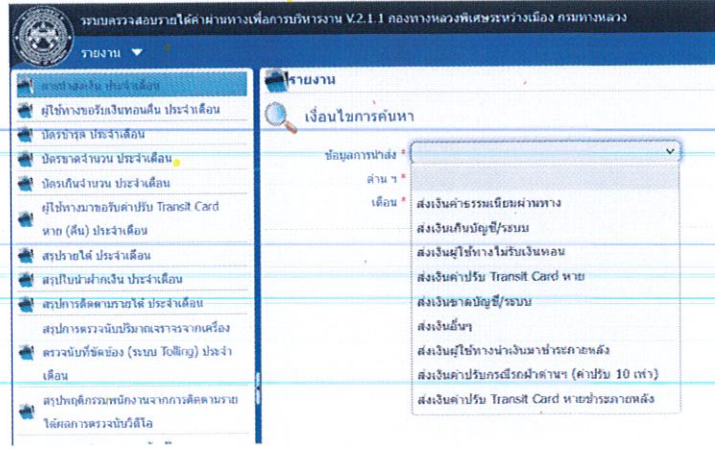 ระบบตรวจสอบรายได้ค่าผ่านทางเพื่อการบริหารงาน V.2.1.1 กองทางหลวงพิเศษระหว่างเมือง กรมทางหลวง
รายงาน
การนำส่งเงิน ประจำเดือน
ผู้ใช้ทางขอรับเงินทอนคืน ประจำเดือน
บัตรชำรุด ประจำเดือน
บัตรขาดจำนวน ประจำเดือน
บัตรเกินจำนวน ประจำเดือน
ผู้ใช้ทางมาขอรับค่าปรับ Transit Card
หาย (คืน) ประจำเดือน
สรุปรายได้ ประจำเดือน
สรุปใบนำฝากเงิน ประจำเดือน
สรุปการติดตามรายได้ ประจำเดือน
สรุปการตรวจนับปริมาณจราจรจากเครื่อง
ตรวจนับที่ขัดข้อง (ระบบ Tolling) ประจำ
เดือน
สรุปพฤติกรรมพนักงานจากการติดตามราย
ได้ผลการตรวจนับวิดีโอ
รายงาน
เงื่อนไขการค้นหา
ข้อมูลการนำส่ง *
ด่าน ฯ *
เดือน *
ส่งเงินค่าธรรมเนียมผ่านทาง
ส่งเงินเกินบัญชี/ระบบ
ส่งเงินผู้ใช้ทางไม่รับเงินทอน
ส่งเงินค่าปรับ Transit Card หาย
ส่งเงินขาดบัญชี/ระบบ
ส่งเงินอื่นๆ
ส่งเงินผู้ใช้ทางนำเงินมาชำระภายหลัง
ส่งเงินค่าปรับกรณีรถฝ่าด่านฯ (ค่าปรับ 10 เท่า)
ส่งเงินค่าปรับ Transit Card หายชำระภายหลัง